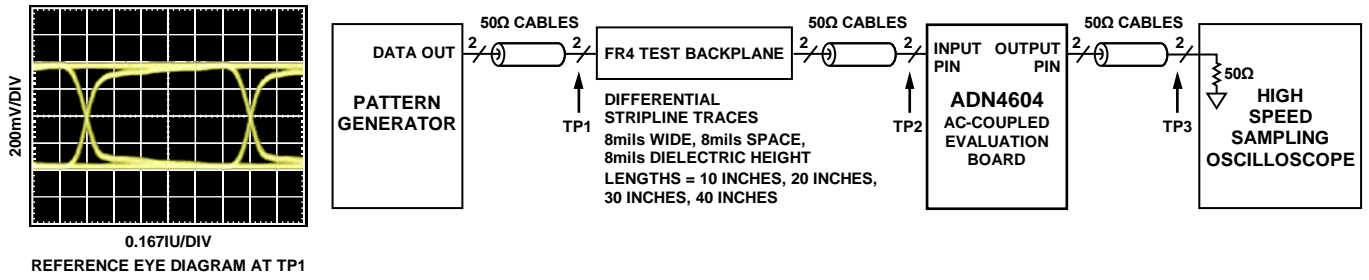 200mV/DIV
0.167IU/DIV
REFERENCE EYE DIAGRAM AT TP1
DATA OUT
PATTERN
GENERATOR
50Ω CABLES
2
2
TP1
FR4 TEST BACKPLANE
DIFFERENTIAL
STRIPLINE TRACES
8mils WIDE, 8mils SPACE,
8mils DIELECTRIC HEIGHT
LENGTHS = 10 INCHES, 20 INCHES,
30 INCHES, 40 INCHES
50Ω CABLES
2
2
TP2
INPUT
PIN
OUTPUT
PIN
ADN4604
AC-COUPLED
EVALUATION
BOARD
50Ω CABLES
2
2
TP3
50Ω
HIGH
SPEED
SAMPLING
OSCILLOSCOPE